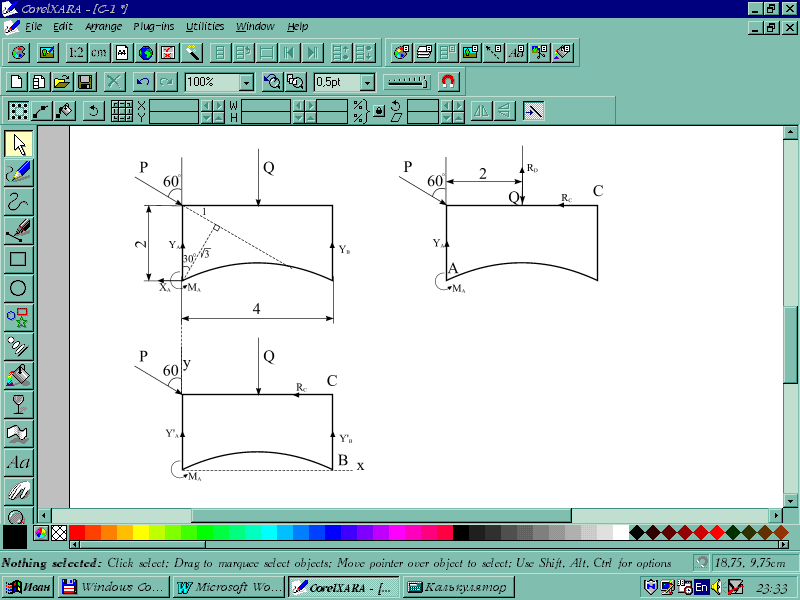 CorelXARA - [C-1 *]
File Edit Arrange Plug-ins Utilities Window Help
1:2 cm
100% 0,5pt
X Y W H
P 60° Q
1
2
Y_A
30° √3
Y_B
X_A M_A
4
P 60° 2 R_D
Q R_C C
Y_A
A
M_A
P 60 y Q
R_C C
Y'_A Y'_B
B x
M_A
Aa
Nothing selected: Click select; Drag to marquee select objects; Move pointer over object to select; Use Shift, Alt, Ctrl for options 18,75, 9,75cm
Иван Windows Co... Microsoft Wo... CorelXARA - [... Калькулятор En 23:33